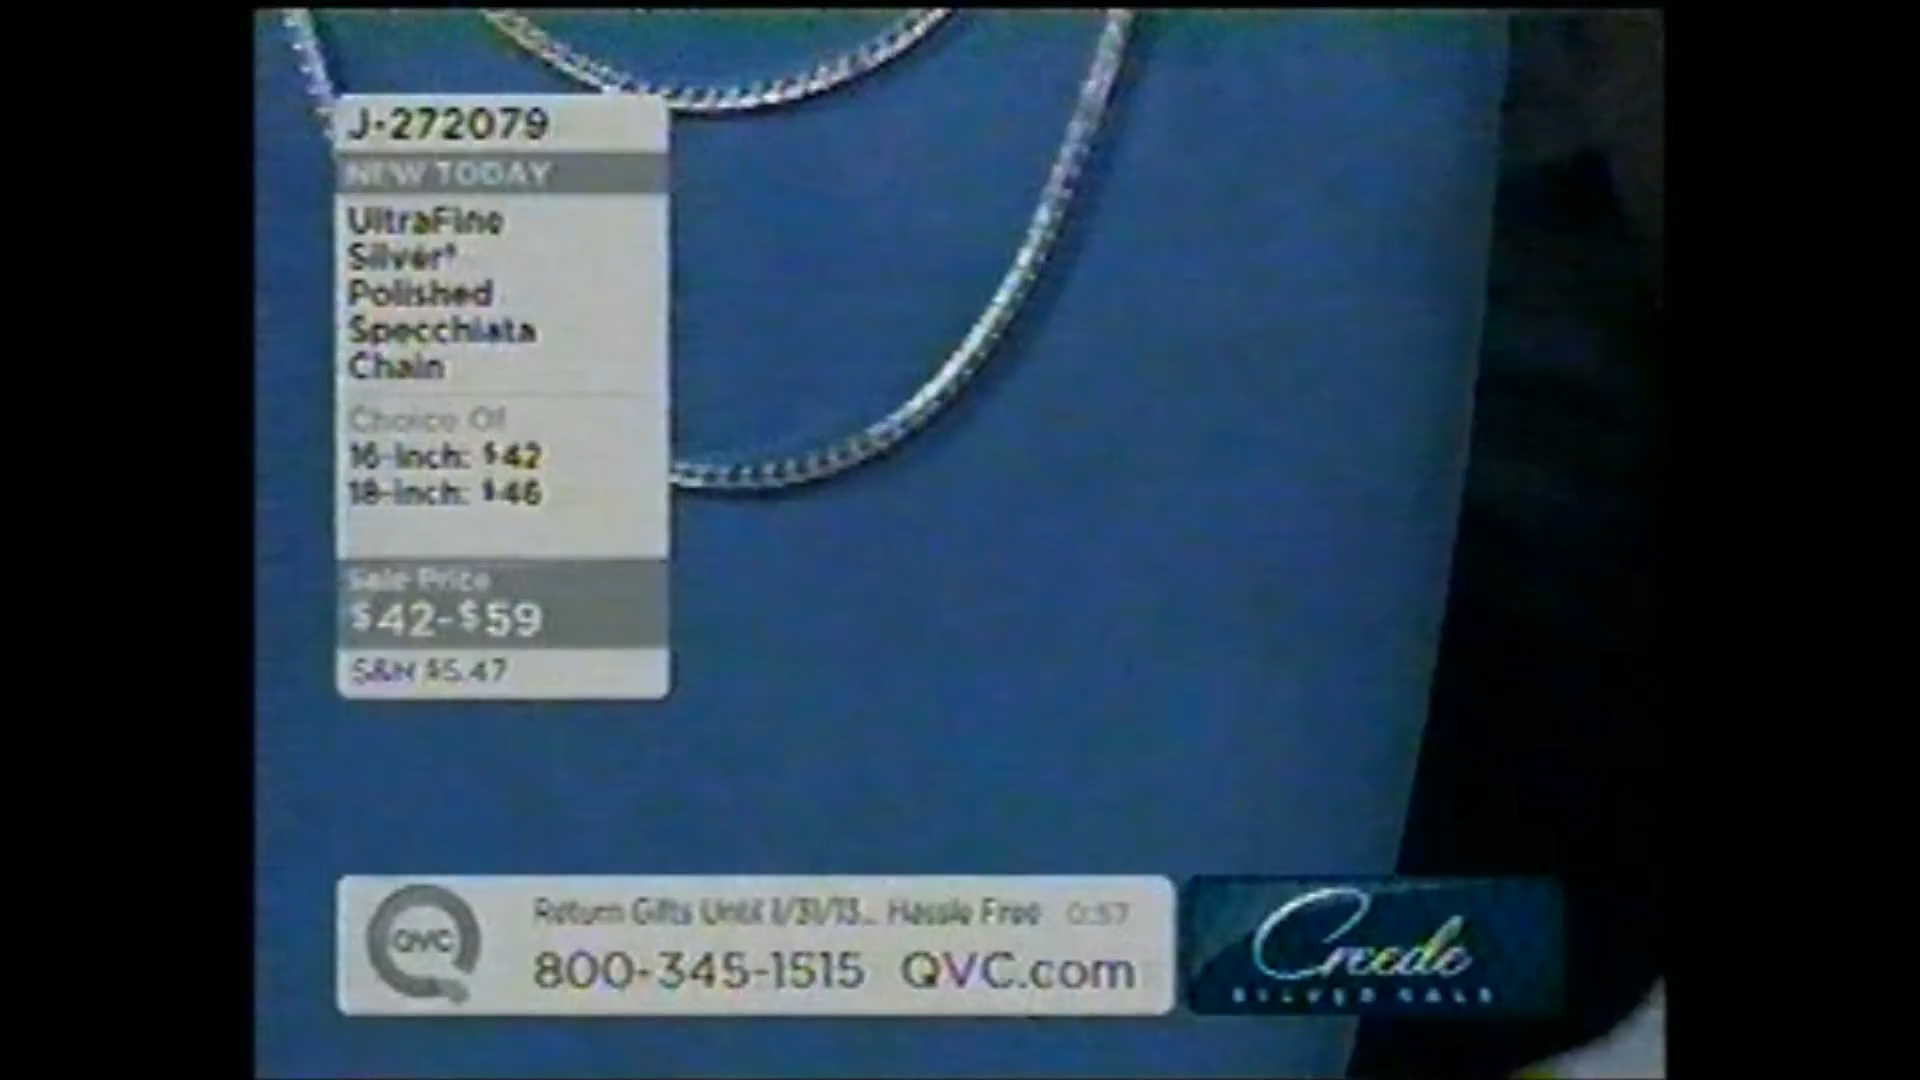 J-272079
NEW TODAY
UltraFine
Silver®
Polished
Specchiata
Chain
Choice Of
16-inch: $42
18-inch: $46
Sale Price
$42-$59
S&H $5.47
QVC
Return Gifts Until 1/31/13... Hassle Free 0:57
800-345-1515 QVC.com
Creede
SILVER SALE